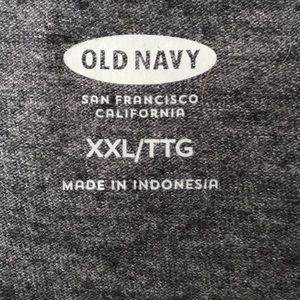 OLD NAVY
SAN FRANCISCO
CALIFORNIA
XXL/TTG
MADE IN INDONESIA